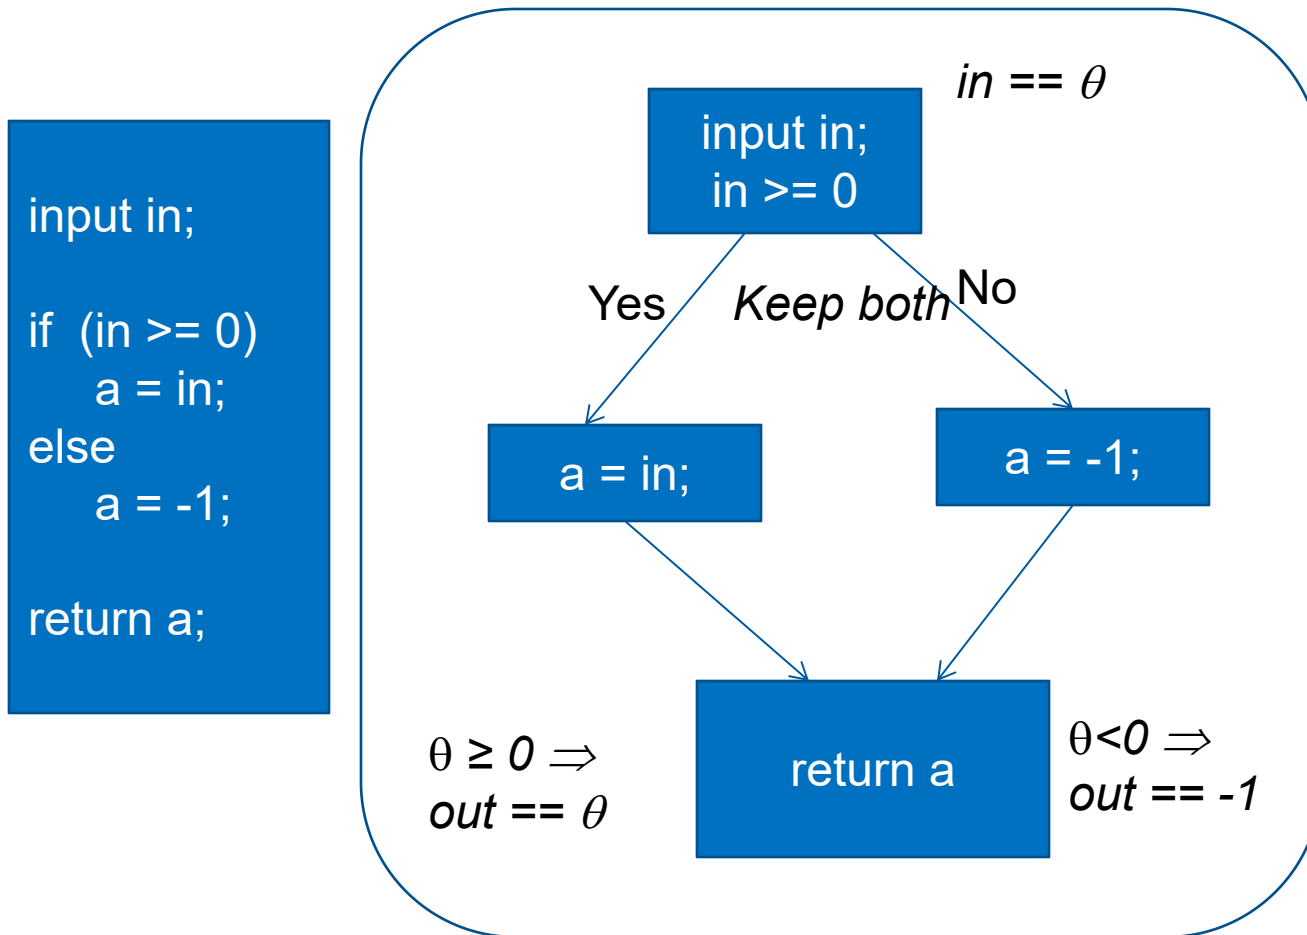 input in;
if (in >= 0)
a = in;
else
a = -1;
return a;
in == θ
input in;
in >= 0
Yes
Keep both
No
a = in;
a = -1;
θ ≥ 0 ⇒
out == θ
return a
θ<0 ⇒
out == -1